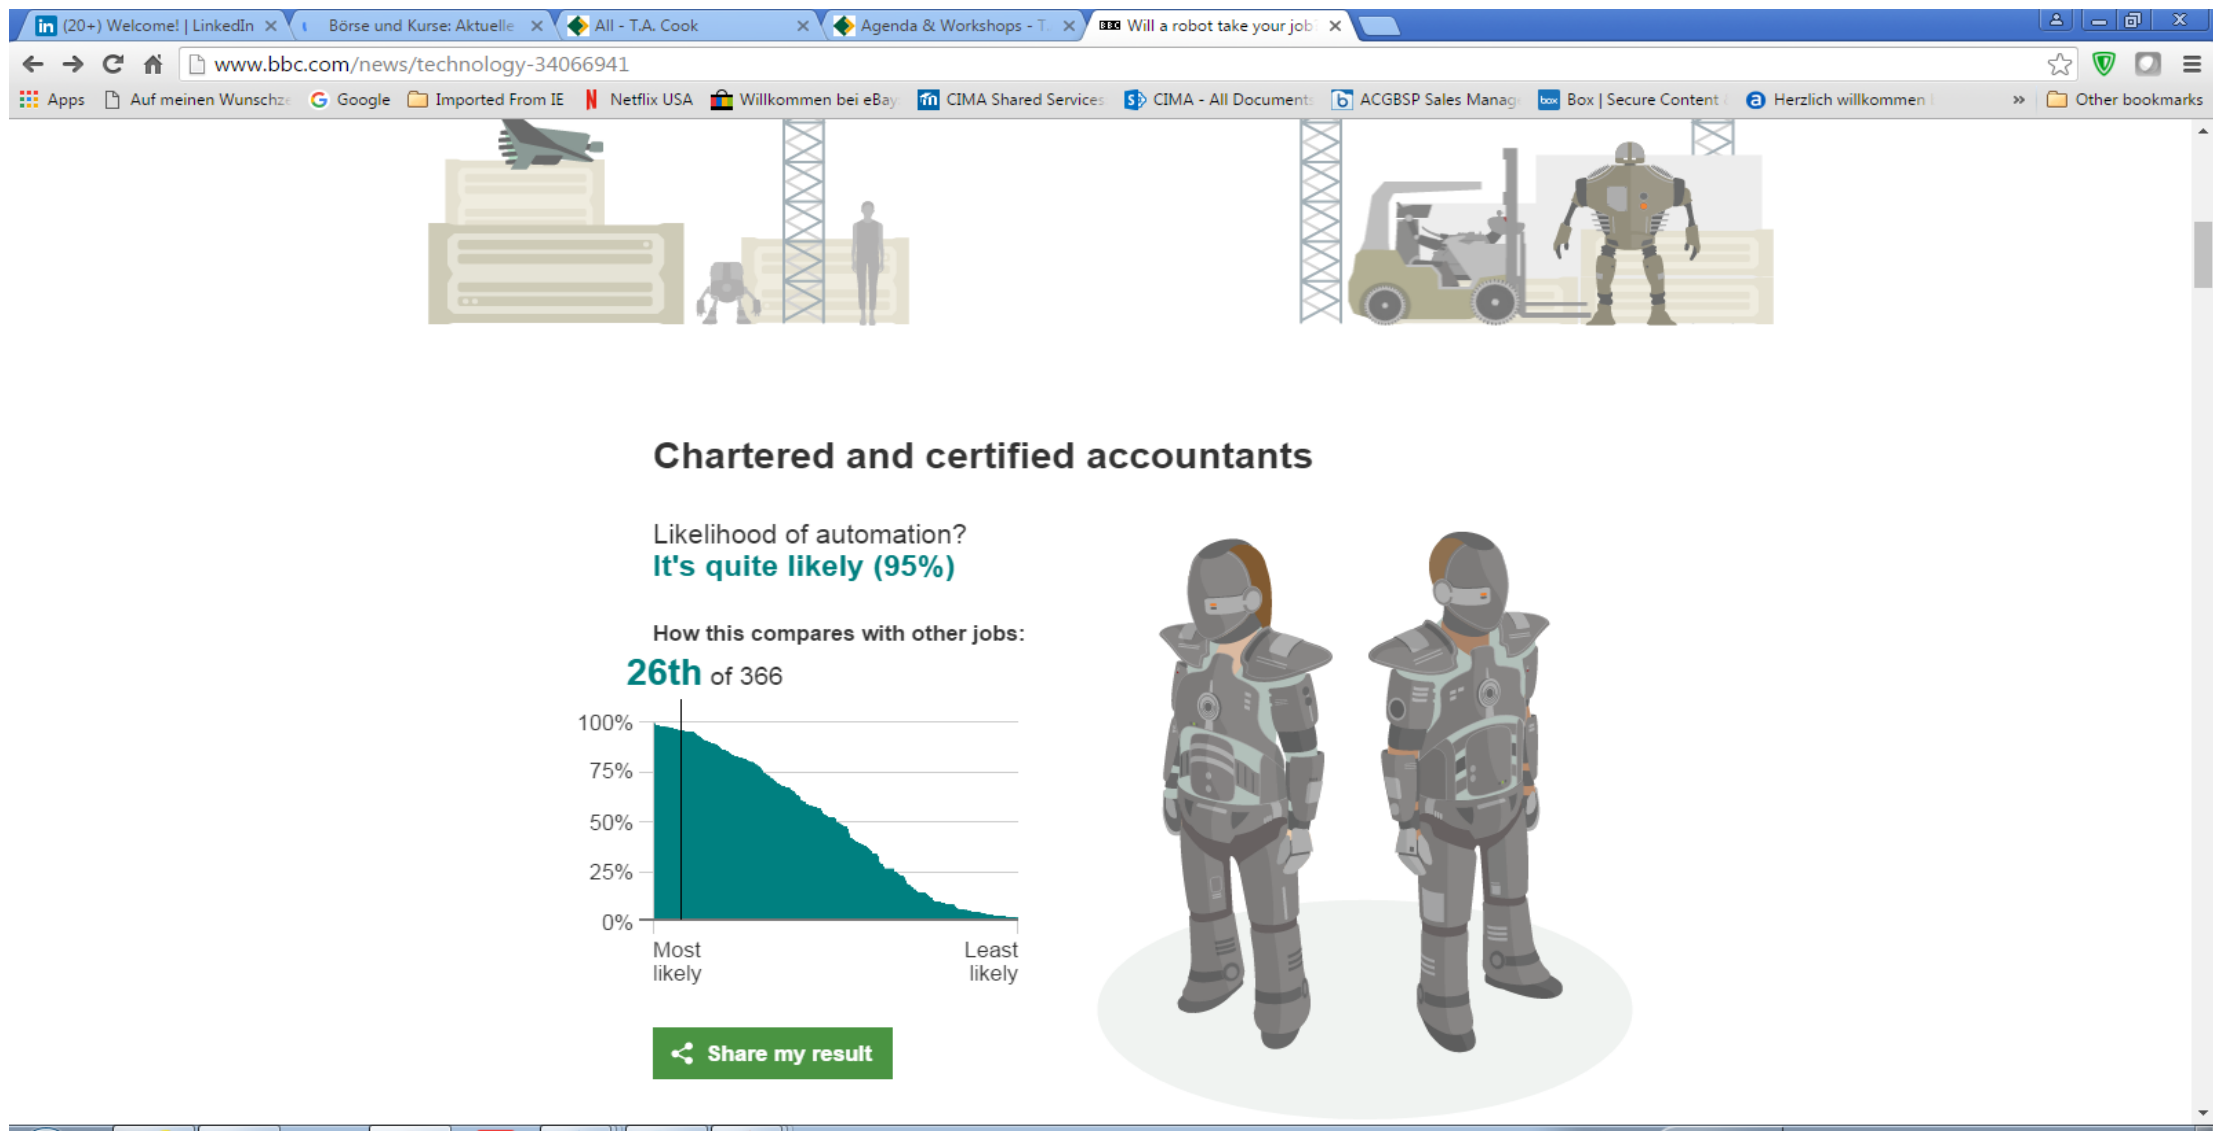 (20+) Welcome! | LinkedIn
Börse und Kurse: Aktuelle
All - T.A. Cook
Agenda & Workshops - T.
BBC Will a robot take your job
www.bbc.com/news/technology-34066941
Apps
Auf meinen Wunschze
Google
Imported From IE
Netflix USA
Willkommen bei eBay
CIMA Shared Services
CIMA - All Documents
ACGBSP Sales Manag
box Box | Secure Content
Herzlich willkommen
Other bookmarks
Chartered and certified accountants
Likelihood of automation?
It's quite likely (95%)
How this compares with other jobs:
26th of 366
100%
75%
50%
25%
0%
Most
likely
Least
likely
Share my result